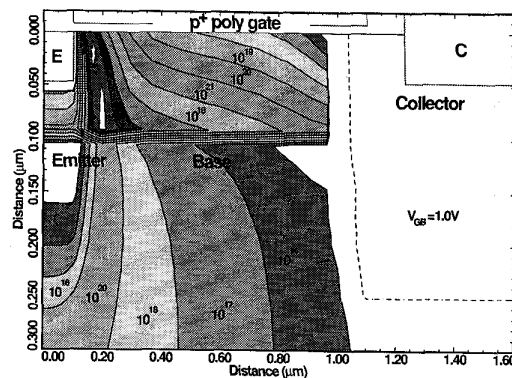 p+ poly gate
0.000
0.050
0.100
0.150
0.200
0.250
0.300
Distance (μm)
E
C
Collector
Emitter
Base
V_GB=1.0V
10^19
10^20
10^21
10^19
10^16
10^20
10^18
10^17
0.00
0.20
0.40
0.60
0.80
1.00
1.20
1.40
1.60
Distance (μm)